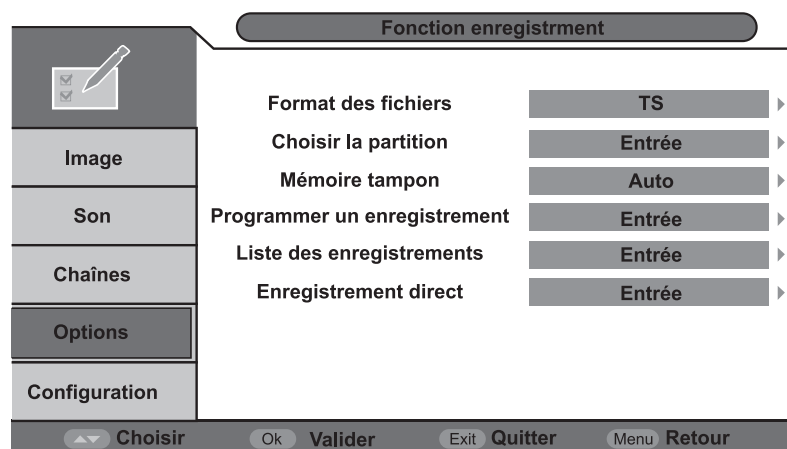 Fonction enregistrment
Format des fichiers TS
Choisir la partition Entrée
Mémoire tampon Auto
Programmer un enregistrement Entrée
Liste des enregistrements Entrée
Enregistrement direct Entrée
Image
Son
Chaînes
Options
Configuration
Choisir Ok Valider Exit Quitter Menu Retour